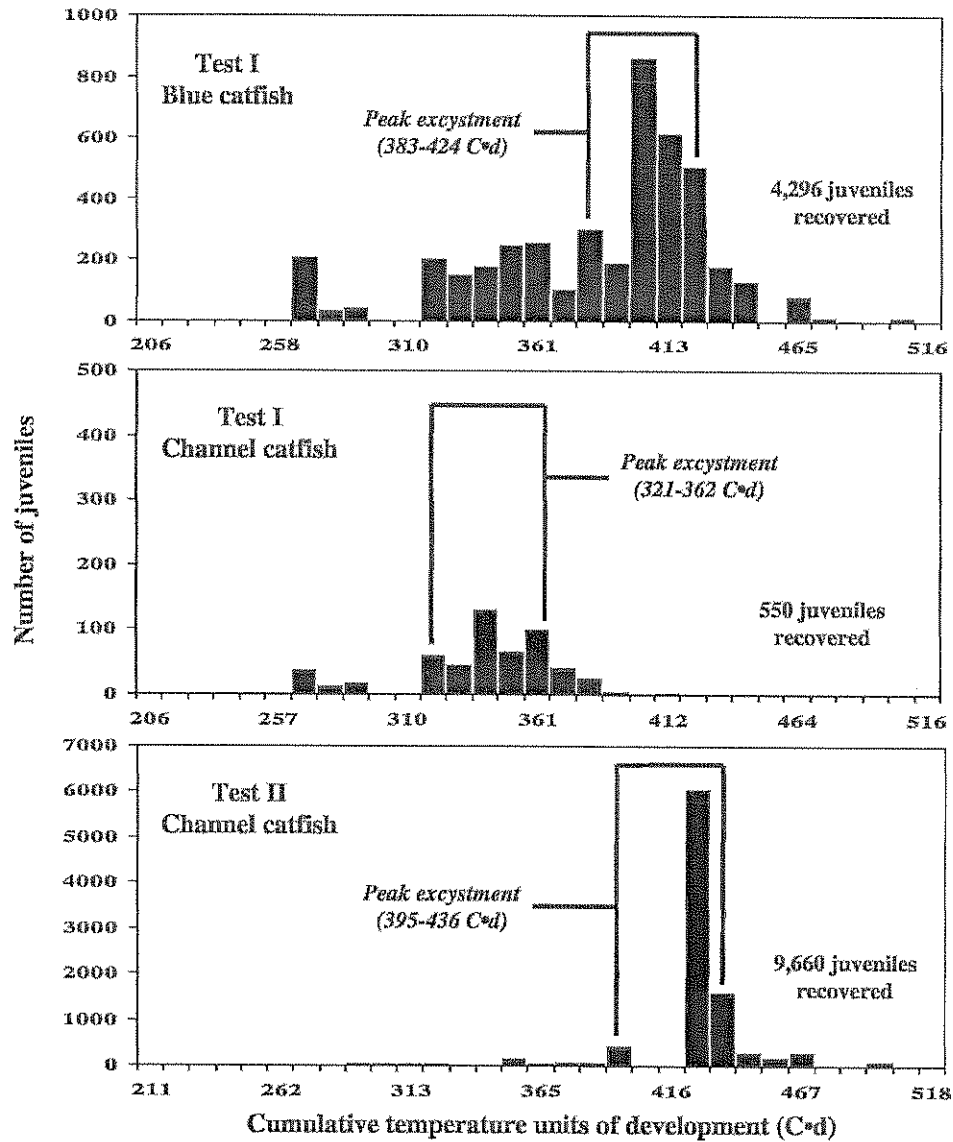 1000
800
600
400
200
0
Test I
Blue catfish
Peak excystment
(383-424 C•d)
4,296 juveniles
recovered
206 258 310 361 413 465 516
500
400
300
200
100
0
Test I
Channel catfish
Peak excystment
(321-362 C•d)
550 juveniles
recovered
206 257 310 361 412 464 516
Number of juveniles
7000
6000
5000
4000
3000
2000
1000
0
Test II
Channel catfish
Peak excystment
(395-436 C•d)
9,660 juveniles
recovered
211 262 313 365 416 467 518
Cumulative temperature units of development (C•d)